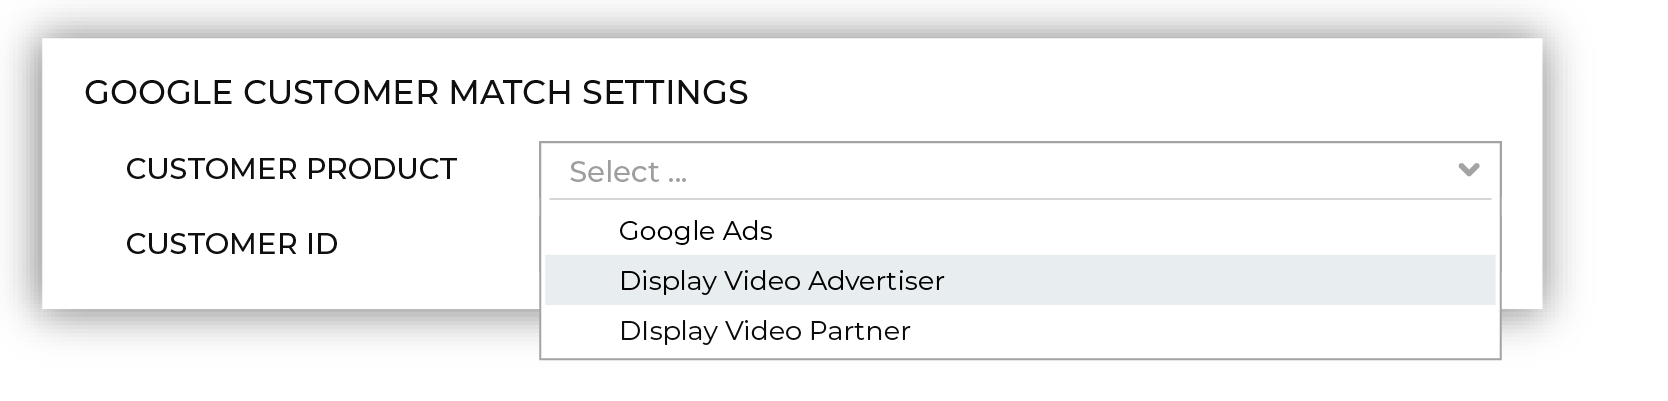 GOOGLE CUSTOMER MATCH SETTINGS
CUSTOMER PRODUCT
Select ...
CUSTOMER ID
Google Ads
Display Video Advertiser
DIsplay Video Partner